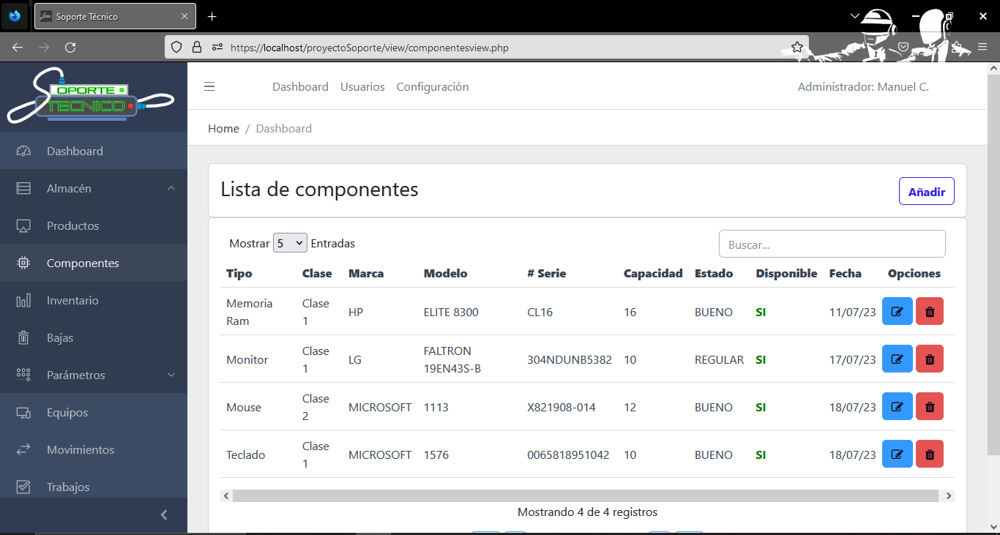 Soporte Técnico
https://localhost/proyectoSoporte/view/componentesview.php
SOPORTE
TECNICO
Dashboard
Almacén
Productos
Componentes
Inventario
Bajas
Parámetros
Equipos
Movimientos
Trabajos
Dashboard Usuarios Configuración Administrador: Manuel C.
Home / Dashboard
Lista de componentes Añadir
Mostrar 5 Entradas Buscar...
Tipo Clase Marca Modelo # Serie Capacidad Estado Disponible Fecha Opciones
Memoria Ram Clase 1 HP ELITE 8300 CL16 16 BUENO SI 11/07/23
Monitor Clase 1 LG FALTRON 19EN43S-B 304NDUNB5382 10 REGULAR SI 17/07/23
Mouse Clase 2 MICROSOFT 1113 X821908-014 12 BUENO SI 18/07/23
Teclado Clase 1 MICROSOFT 1576 0065818951042 10 BUENO SI 18/07/23
Mostrando 4 de 4 registros